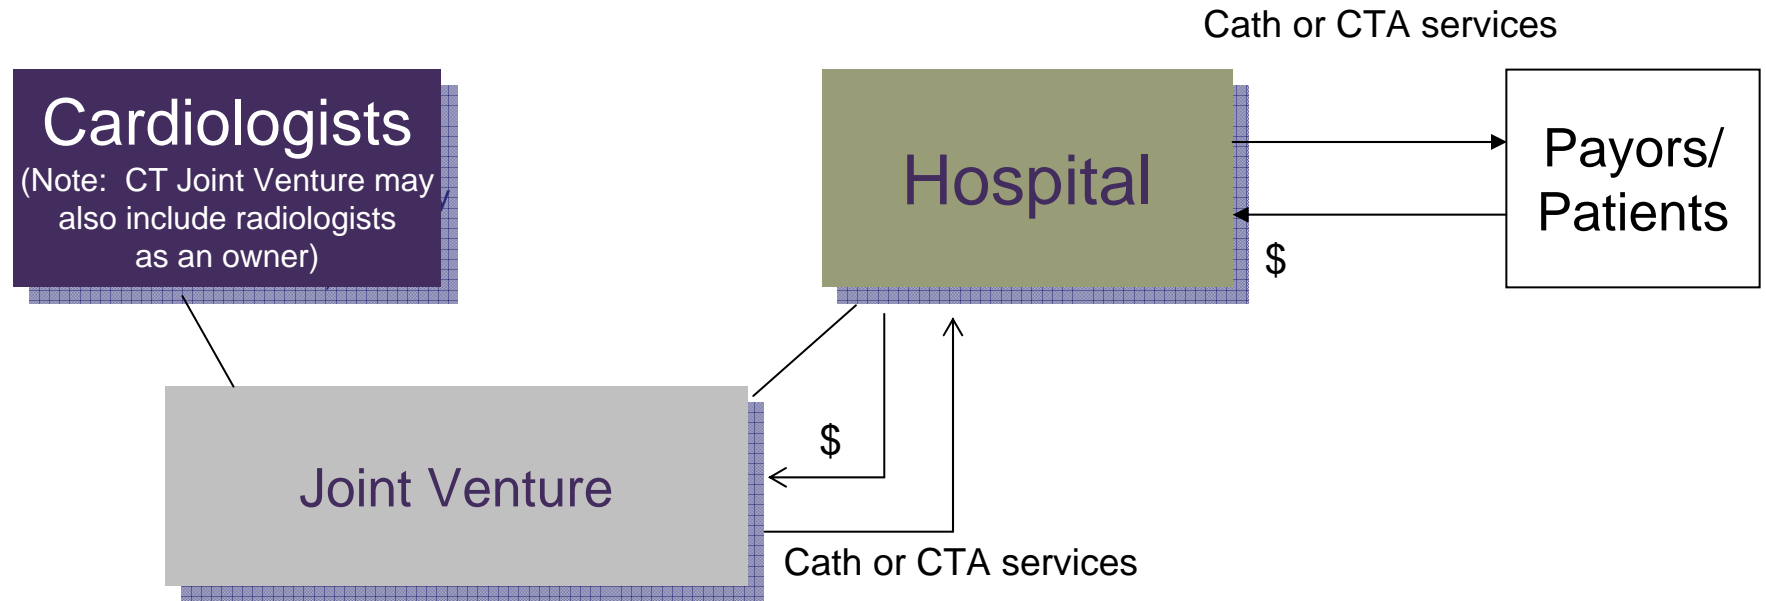 Cath or CTA services
Cardiologists
(Note: CT Joint Venture may
also include radiologists
as an owner)
Hospital
Payors/
Patients
$
$
Joint Venture
Cath or CTA services